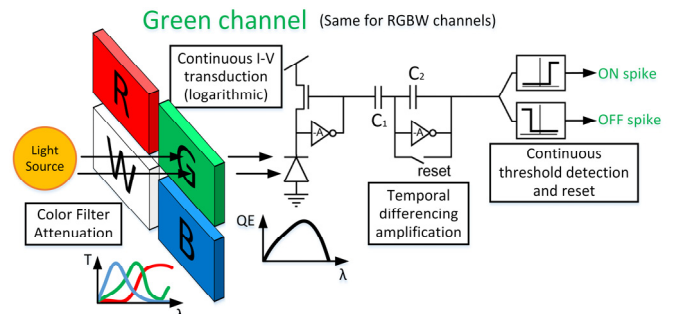 Green channel (Same for RGBW channels)
Continuous I-V
transduction
(logarithmic)
R
W
G
B
Light
Source
Color Filter
Attenuation
T
λ
QE
λ
-A
C1
C2
-A
reset
Temporal
differencing
amplification
ON spike
OFF spike
Continuous
threshold detection
and reset